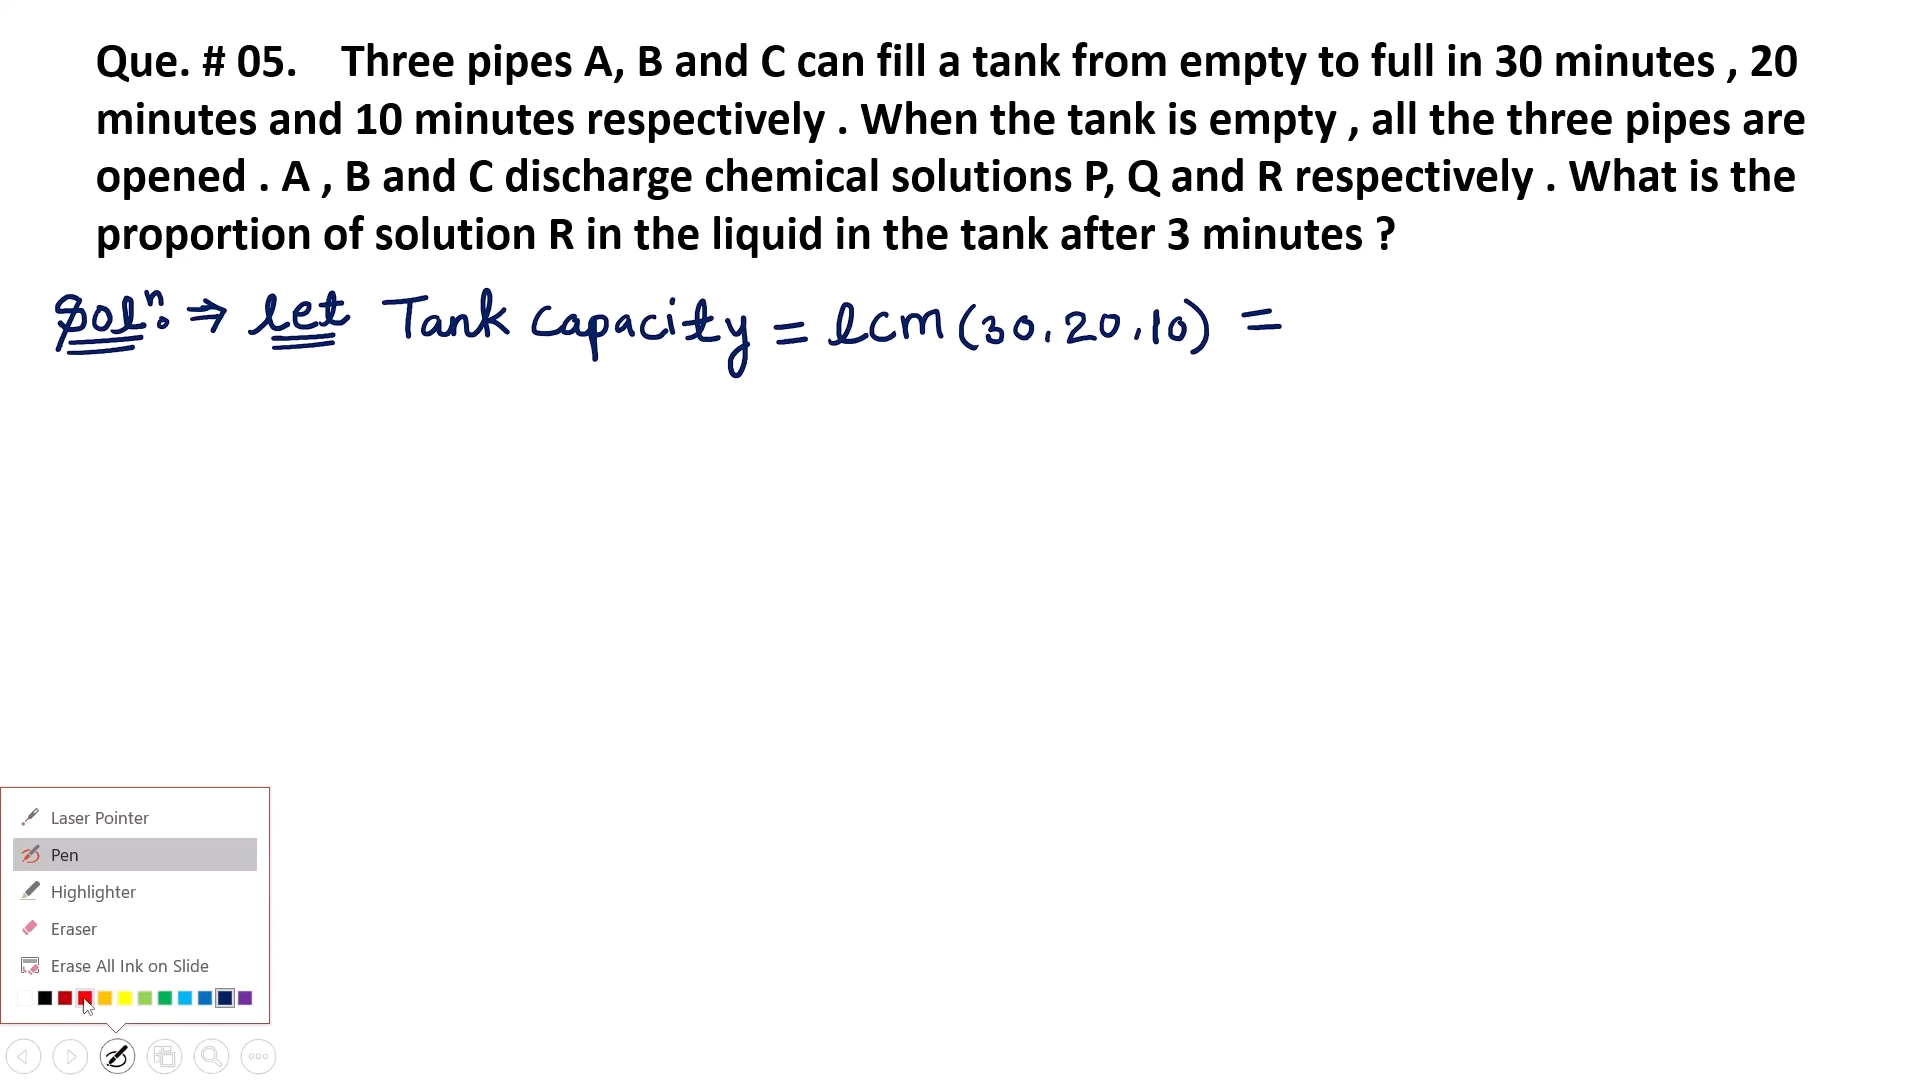 Que. # 05. Three pipes A, B and C can fill a tank from empty to full in 30 minutes , 20
minutes and 10 minutes respectively . When the tank is empty , all the three pipes are
opened . A , B and C discharge chemical solutions P, Q and R respectively . What is the
proportion of solution R in the liquid in the tank after 3 minutes ?
Solⁿ. ⇒ let Tank capacity = lcm (30, 20, 10) =
Laser Pointer
Pen
Highlighter
Eraser
Erase All Ink on Slide